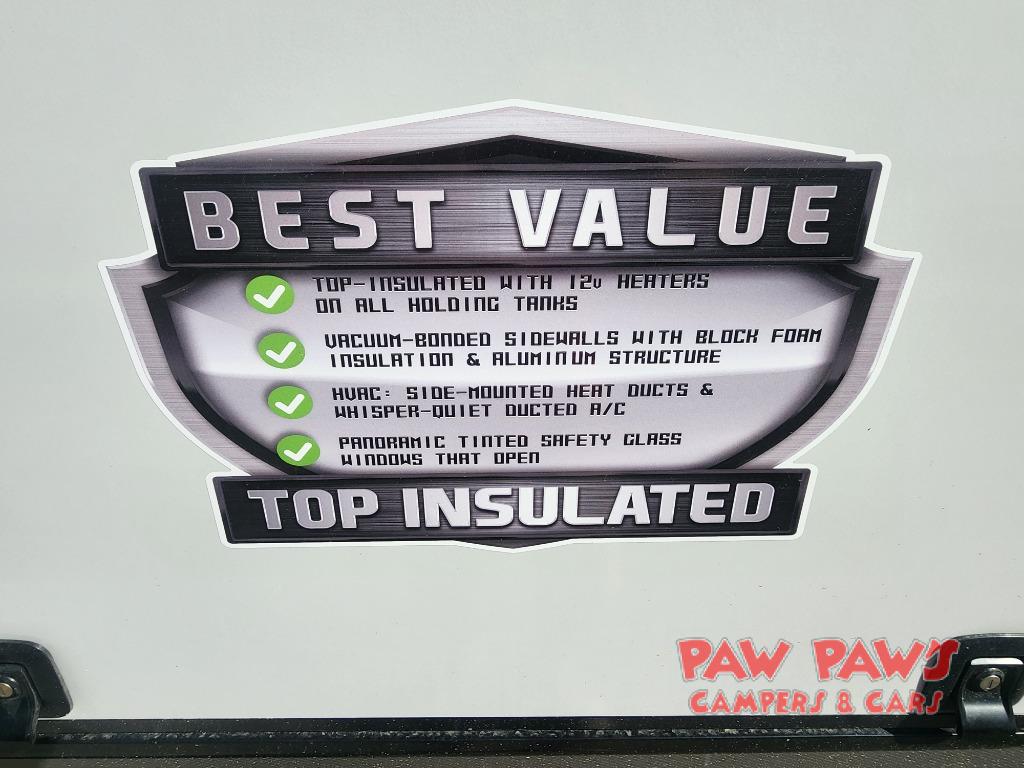 BEST VALUE
TOP-INSULATED WITH 12v HEATERS
ON ALL HOLDING TANKS
VACUUM-BONDED SIDEWALLS WITH BLOCK FOAM
INSULATION & ALUMINUM STRUCTURE
HVAC: SIDE-MOUNTED HEAT DUCTS &
WHISPER-QUIET DUCTED A/C
PANORAMIC TINTED SAFETY GLASS
WINDOWS THAT OPEN
TOP INSULATED
PAW PAW'S
CAMPERS & CARS